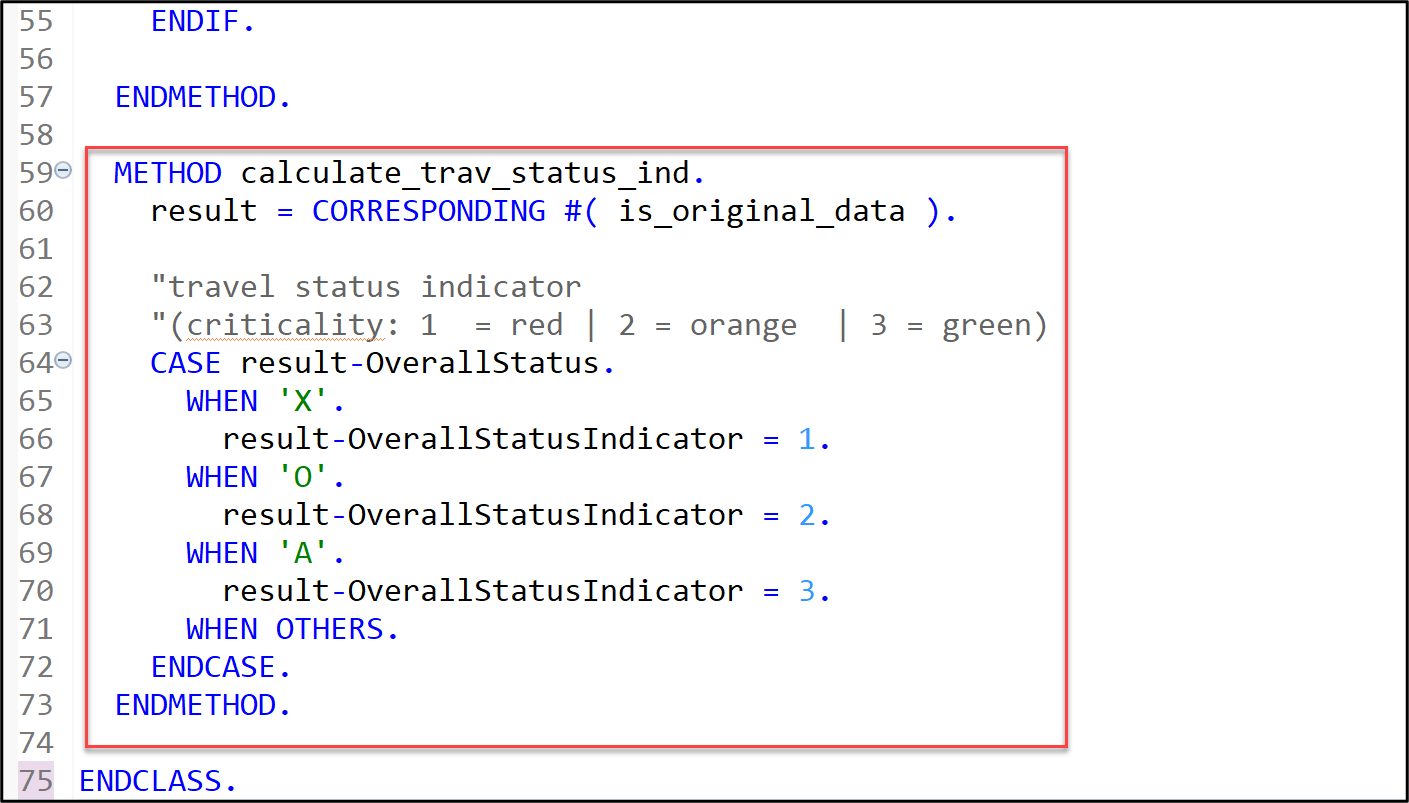 55     ENDIF.
56
57   ENDMETHOD.
58
59   METHOD calculate_trav_status_ind.
60     result = CORRESPONDING #( is_original_data ).
61
62     "travel status indicator
63     "(criticality: 1  = red | 2 = orange  | 3 = green)
64     CASE result-OverallStatus.
65       WHEN 'X'.
66         result-OverallStatusIndicator = 1.
67       WHEN 'O'.
68         result-OverallStatusIndicator = 2.
69       WHEN 'A'.
70         result-OverallStatusIndicator = 3.
71       WHEN OTHERS.
72     ENDCASE.
73   ENDMETHOD.
74
75 ENDCLASS.